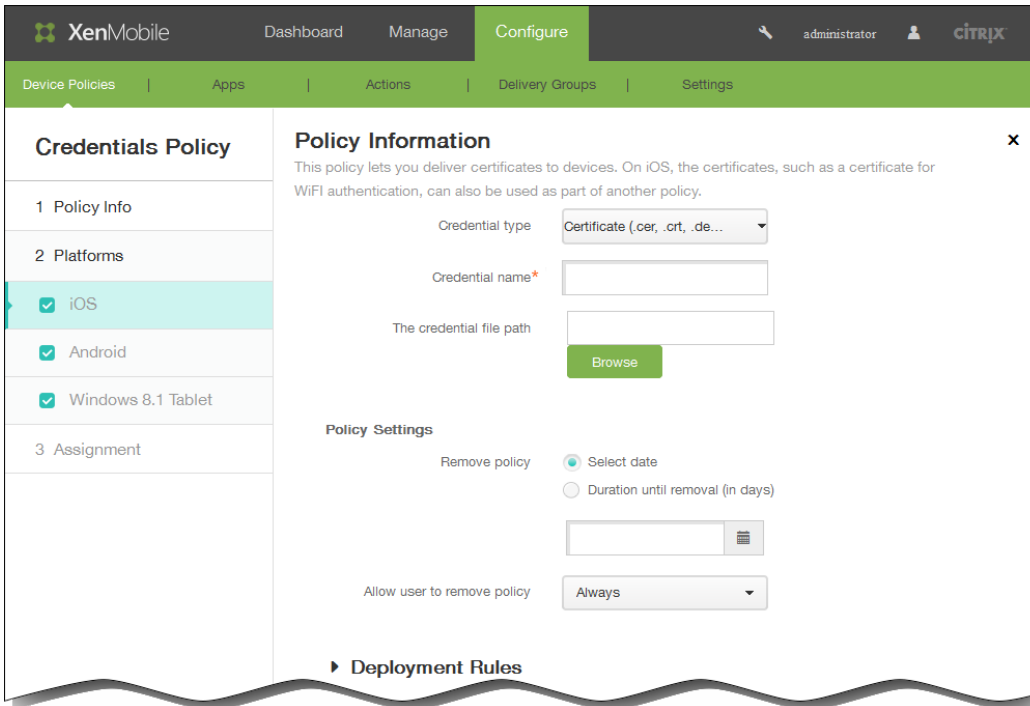 XenMobile Dashboard Manage Configure administrator CİTRIX
Device Policies | Apps | Actions | Delivery Groups | Settings
Credentials Policy
1 Policy Info
2 Platforms
iOS
Android
Windows 8.1 Tablet
3 Assignment
Policy Information
x
This policy lets you deliver certificates to devices. On iOS, the certificates, such as a certificate for
WiFI authentication, can also be used as part of another policy.
Credential type Certificate (.cer, .crt, .de...
Credential name*
The credential file path
Browse
Policy Settings
Remove policy Select date
Duration until removal (in days)
Allow user to remove policy Always
Deployment Rules